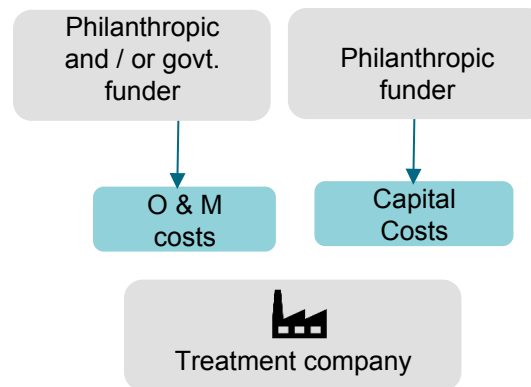 Philanthropic
and / or govt.
funder
Philanthropic
funder
O & M
costs
Capital
Costs
Treatment company